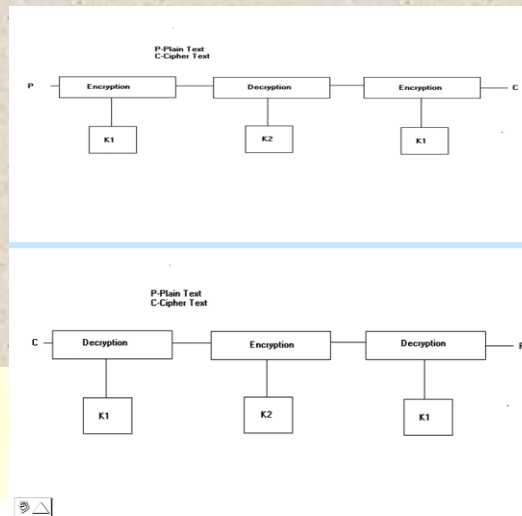 P-Plain Text
C-Cipher Text
P Encryption Decryption Encryption C
K1 K2 K1
P-Plain Text
C-Cipher Text
C Decryption Encryption Decryption P
K1 K2 K1